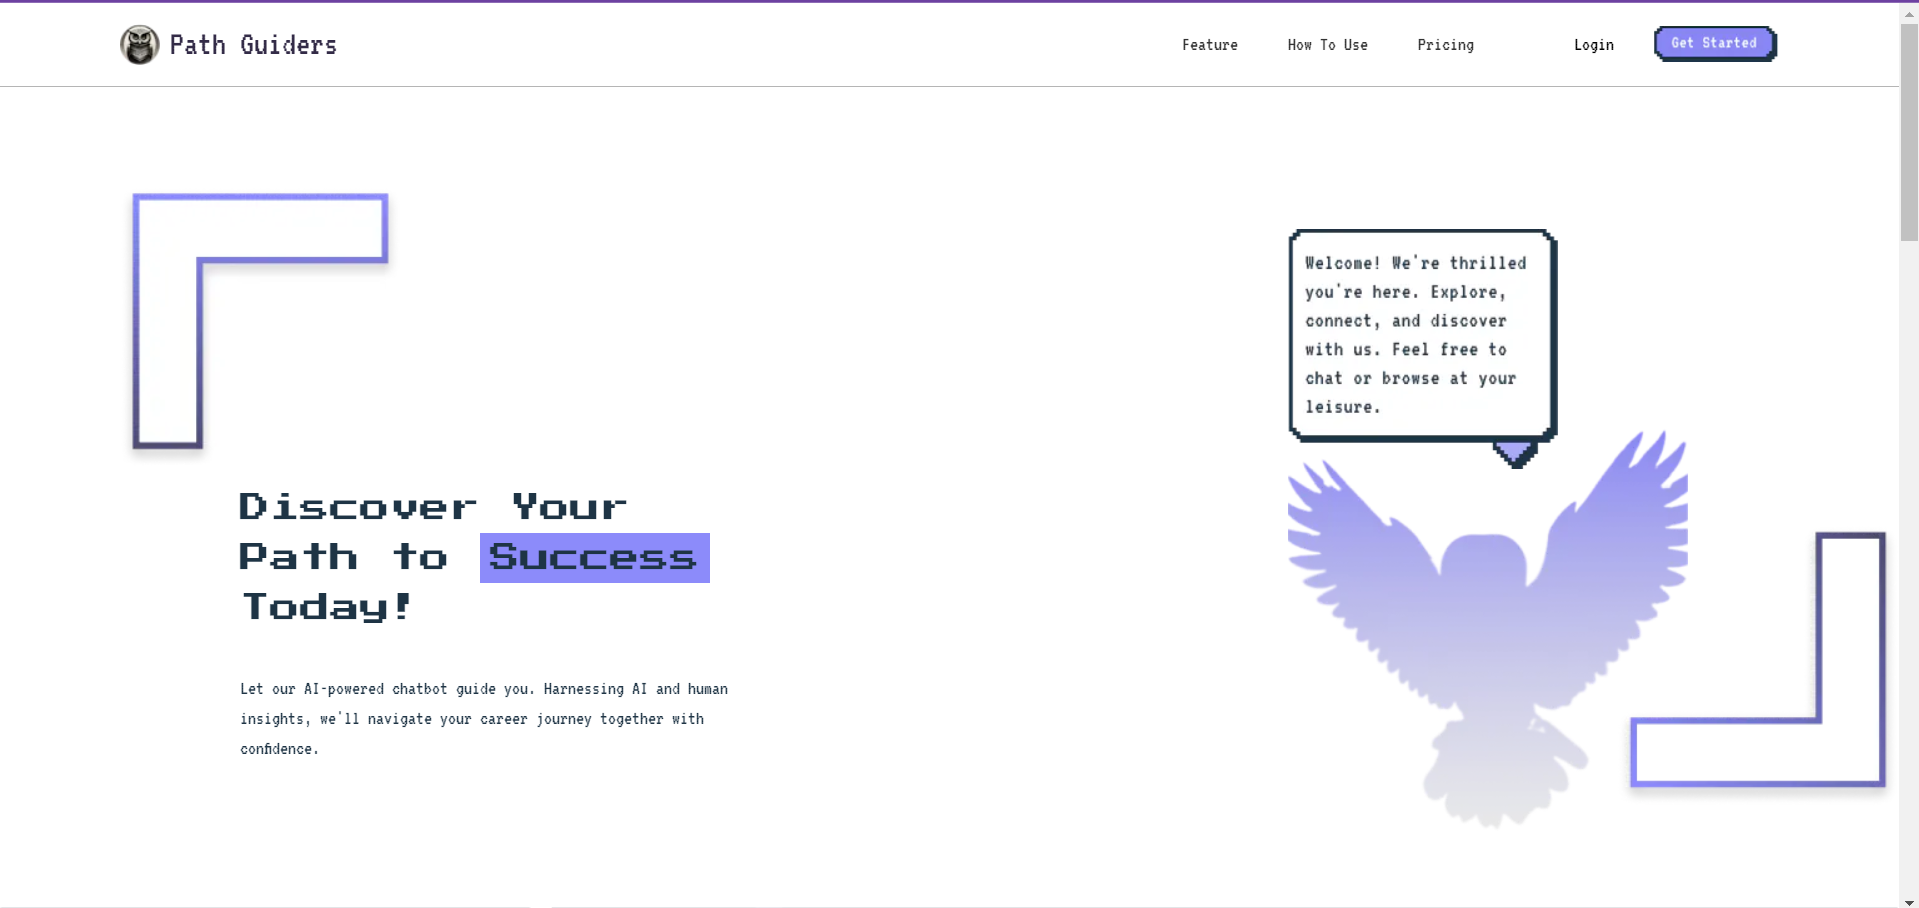 Path Guiders
Feature
How To Use
Pricing
Login
Get Started
Welcome! We're thrilled
you're here. Explore,
connect, and discover
with us. Feel free to
chat or browse at your
leisure.
Discover Your
Path to Success
Today!
Let our AI-powered chatbot guide you. Harnessing AI and human
insights, we'll navigate your career journey together with
confidence.